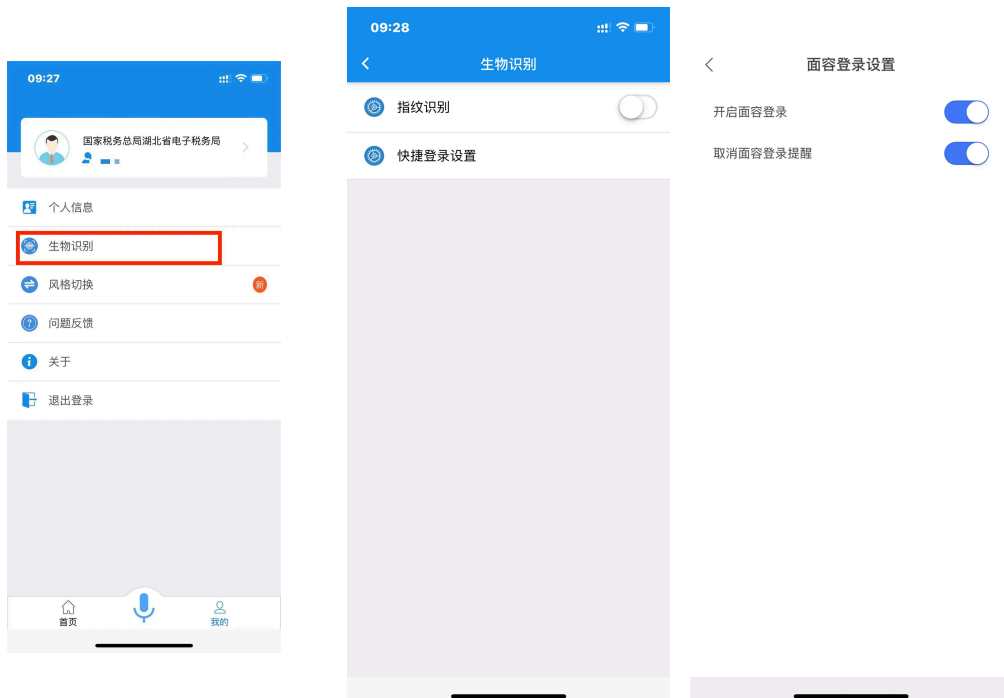 09:27
国家税务总局湖北省电子税务局
个人信息
生物识别
风格切换
新
问题反馈
关于
退出登录
首页
我的
09:28
生物识别
指纹识别
快捷登录设置
面容登录设置
开启面容登录
取消面容登录提醒